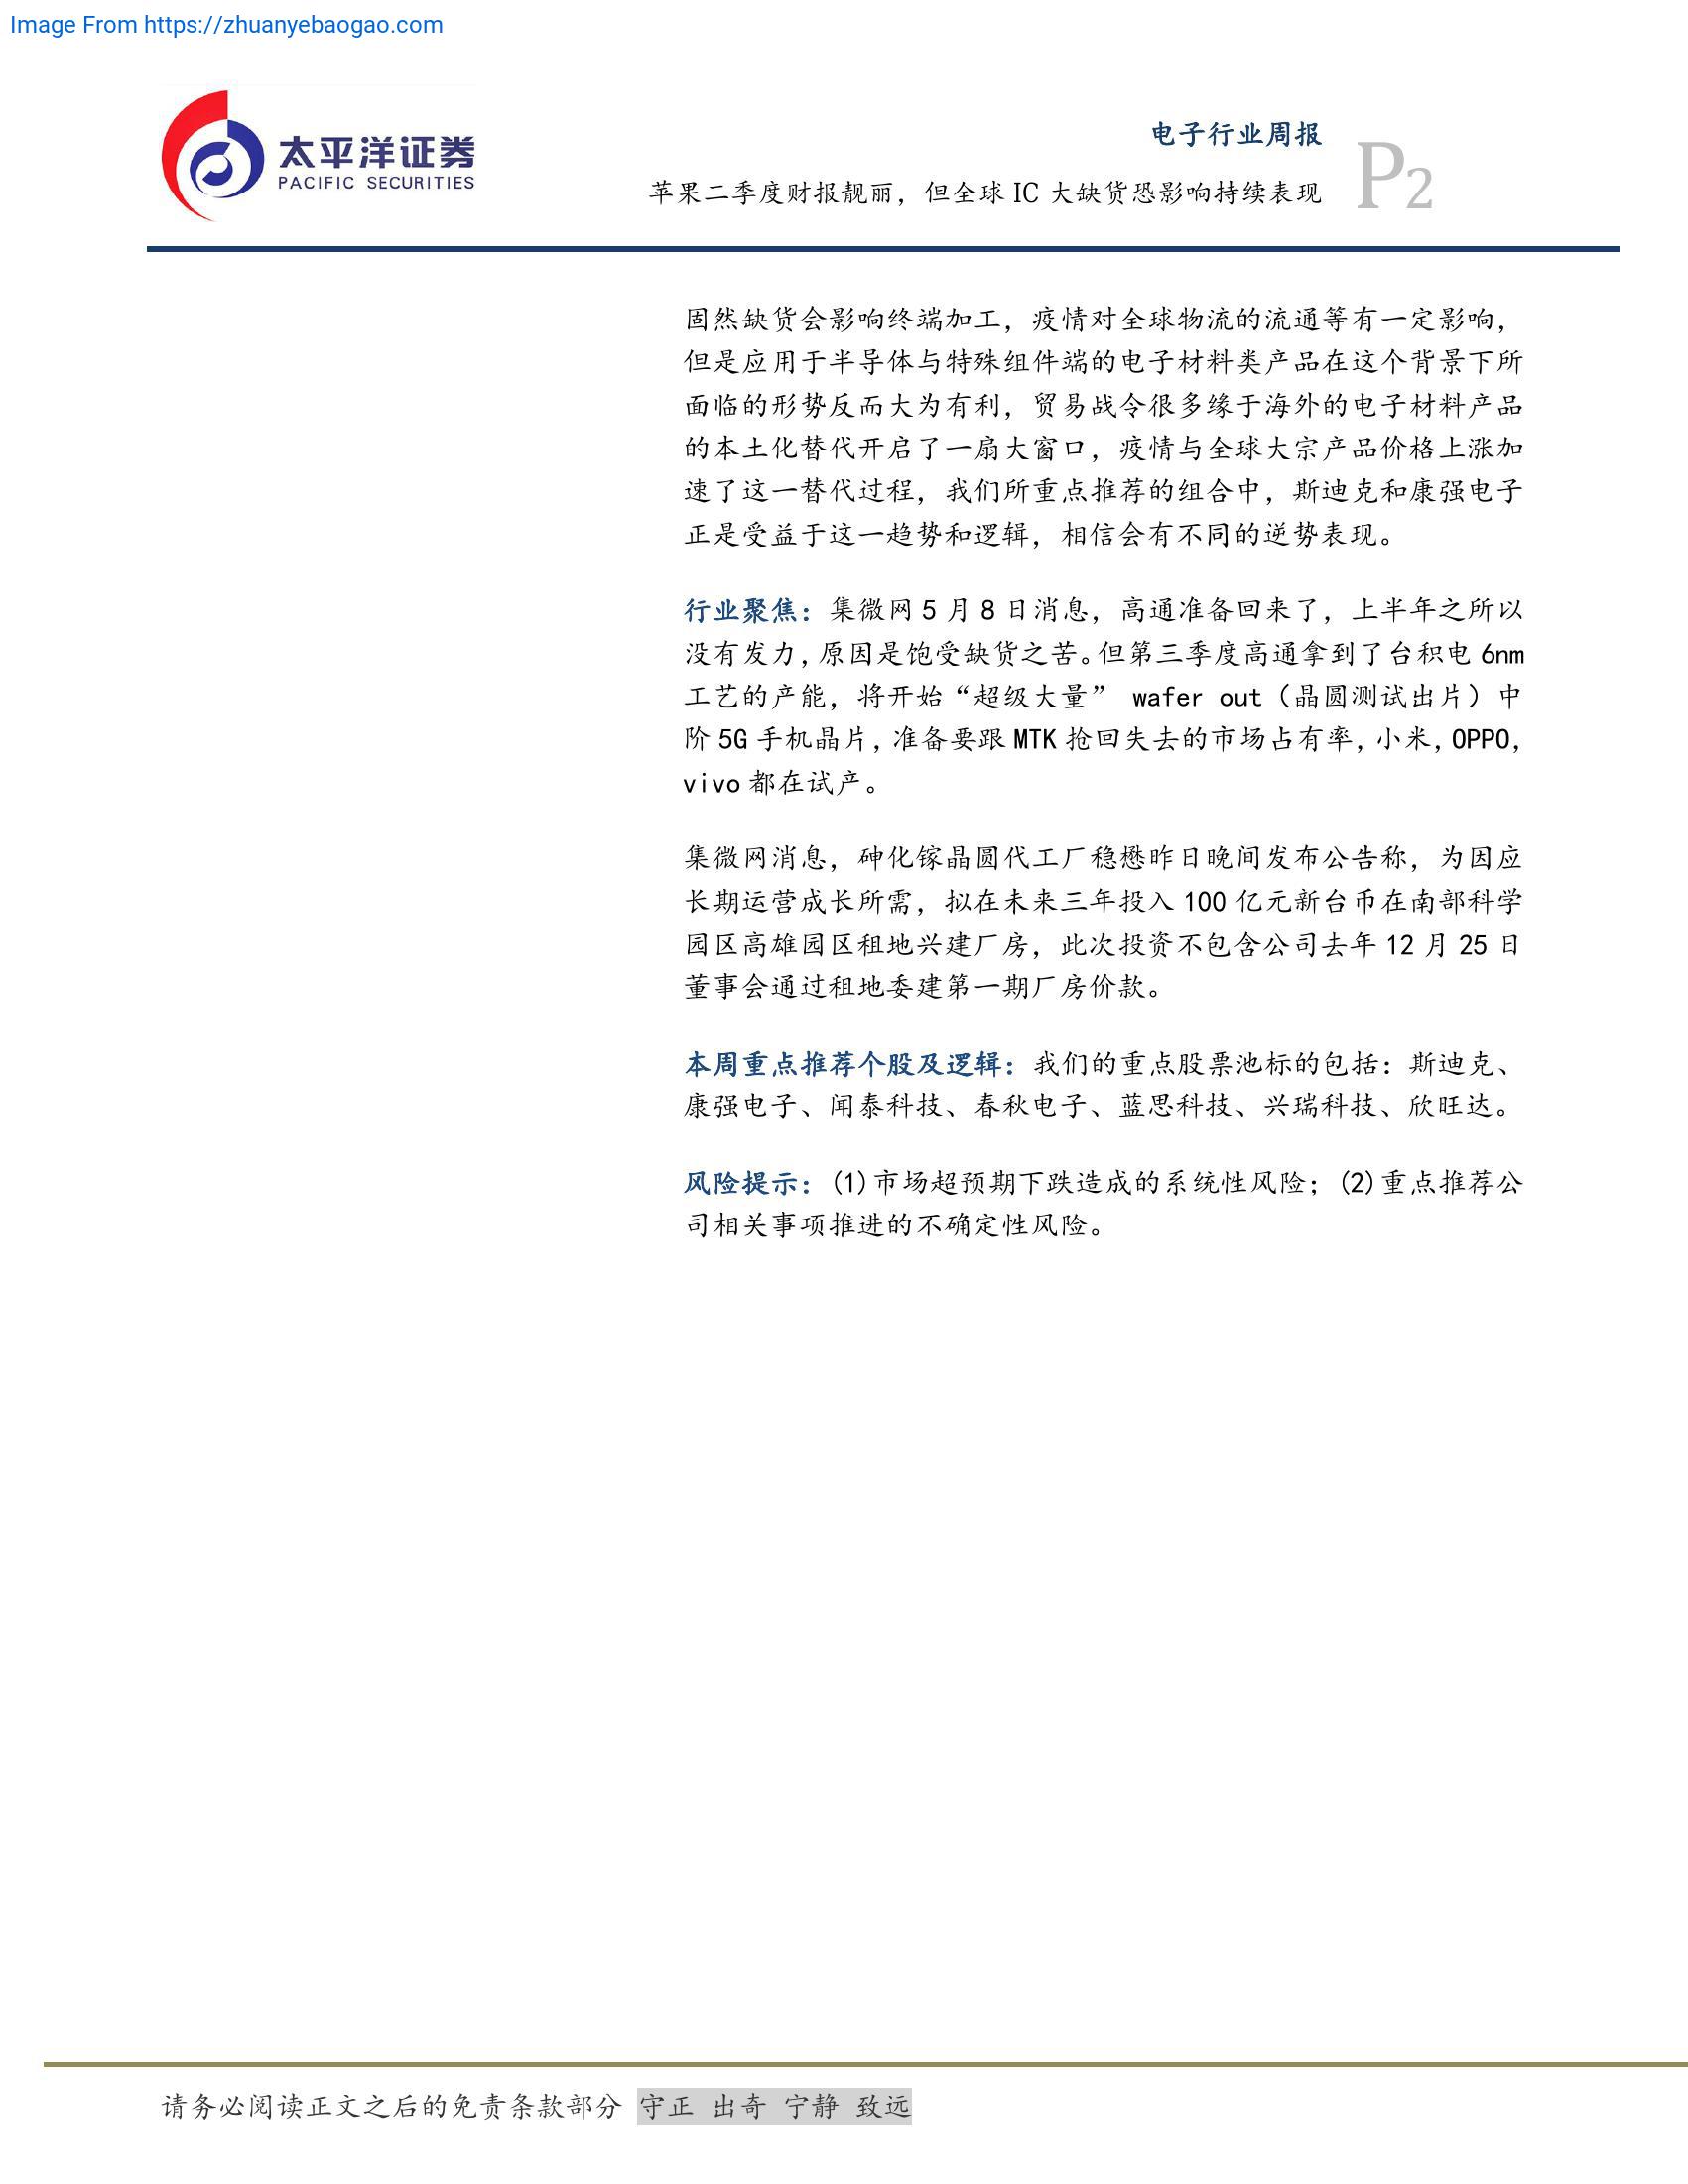 Image From https://zhuanyebaogao.com
太平洋证券
PACIFIC SECURITIES
电子行业周报
苹果二季度财报靓丽，但全球 IC 大缺货恐影响持续表现
P2
固然缺货会影响终端加工，疫情对全球物流的流通等有一定影响，
但是应用于半导体与特殊组件端的电子材料类产品在这个背景下所
面临的形势反而大为有利，贸易战令很多缘于海外的电子材料产品
的本土化替代开启了一扇大窗口，疫情与全球大宗产品价格上涨加
速了这一替代过程，我们所重点推荐的组合中，斯迪克和康强电子
正是受益于这一趋势和逻辑，相信会有不同的逆势表现。
行业聚焦：集微网 5 月 8 日消息，高通准备回来了，上半年之所以
没有发力，原因是饱受缺货之苦。但第三季度高通拿到了台积电 6nm
工艺的产能，将开始“超级大量” wafer out（晶圆测试出片）中
阶 5G 手机晶片，准备要跟 MTK 抢回失去的市场占有率，小米，OPPO，
vivo 都在试产。
集微网消息，砷化镓晶圆代工厂稳懋昨日晚间发布公告称，为因应
长期运营成长所需，拟在未来三年投入 100 亿元新台币在南部科学
园区高雄园区租地兴建厂房，此次投资不包含公司去年 12 月 25 日
董事会通过租地委建第一期厂房价款。
本周重点推荐个股及逻辑：我们的重点股票池标的包括：斯迪克、
康强电子、闻泰科技、春秋电子、蓝思科技、兴瑞科技、欣旺达。
风险提示：(1)市场超预期下跌造成的系统性风险；(2)重点推荐公
司相关事项推进的不确定性风险。
请务必阅读正文之后的免责条款部分 守正 出奇 宁静 致远